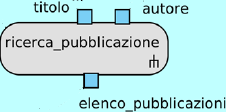 titolo autore
ricerca_pubblicazione
elenco_pubblicazioni